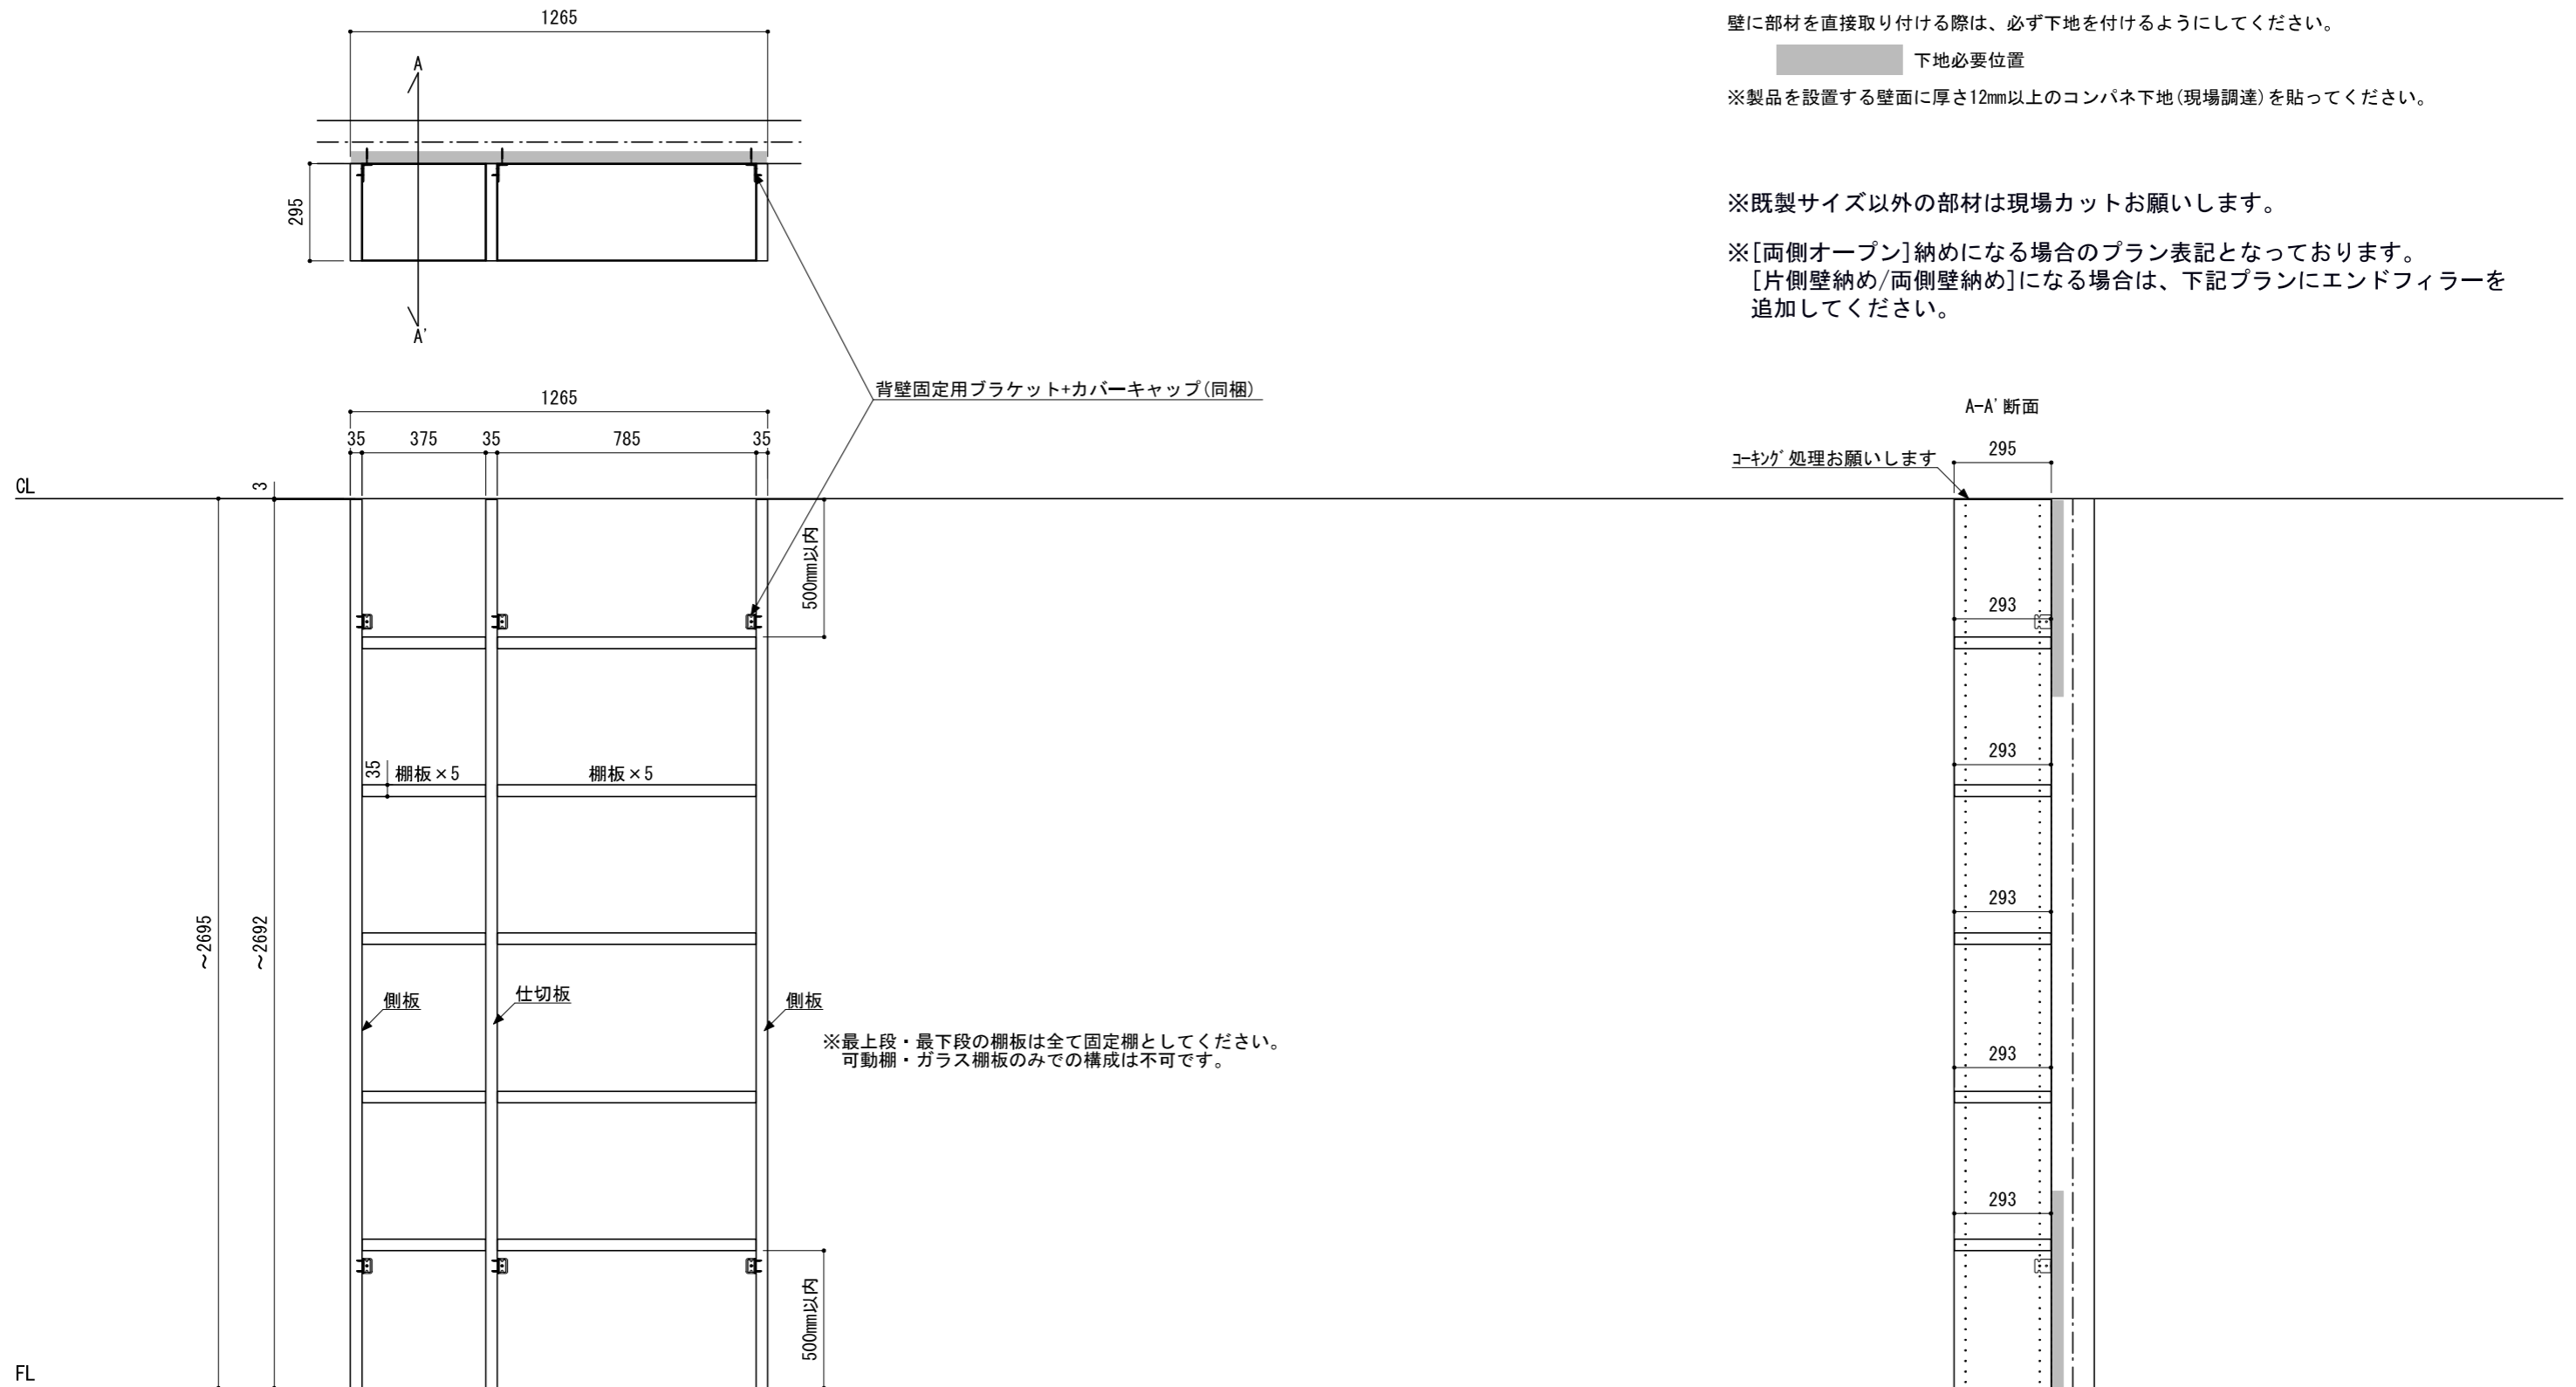 1265
壁に部材を直接取り付ける際は、必ず下地を付けるようにしてください。
下地必要位置
※製品を設置する壁面に厚さ12mm以上のコンパネ下地(現場調達)を貼ってください。
A
295
A'
※既製サイズ以外の部材は現場カットお願いします。
※[両側オープン]納めになる場合のプラン表記となっております。
[片側壁納め/両側壁納め]になる場合は、下記プランにエンドフィラーを
追加してください。
背壁固定用ブラケット+カバーキャップ(同梱)
1265
35 375 35 785 35
A-A'断面
コーキング処理お願いします
295
CL
3
500mm以内
293
293
35
棚板×5
棚板×5
293
~2695
~2692
側板
仕切板
側板
※最上段・最下段の棚板は全て固定棚としてください。
可動棚・ガラス棚板のみでの構成は不可です。
293
293
500mm以内
FL